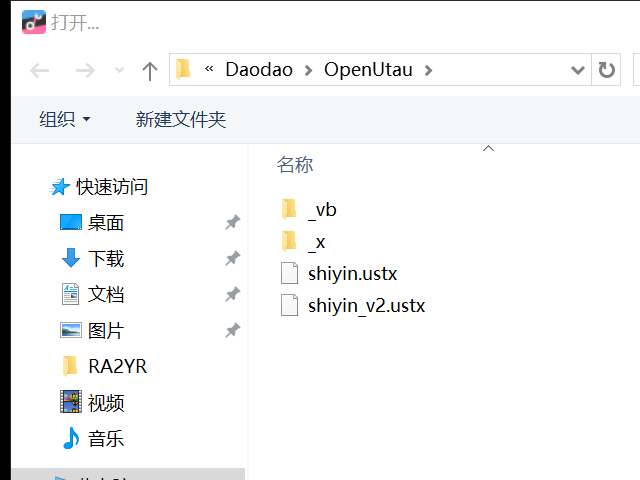 打开...
« Daodao > OpenUtau >
组织
新建文件夹
名称
快速访问
桌面
下载
文档
图片
RA2YR
视频
音乐
_vb
_x
shiyin.ustx
shiyin_v2.ustx